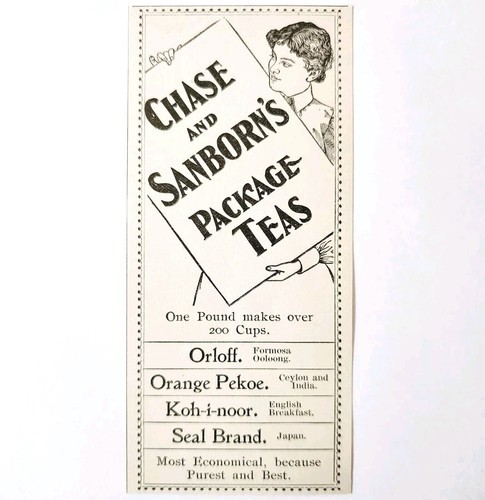 CHASE
AND
SANBORN'S
PACKAGE
TEAS
One Pound makes over
200 Cups.
Orloff. Formosa Ooloong.
Orange Pekoe. Ceylon and India.
Koh-i-noor. English Breakfast.
Seal Brand. Japan.
Most Economical, because
Purest and Best.